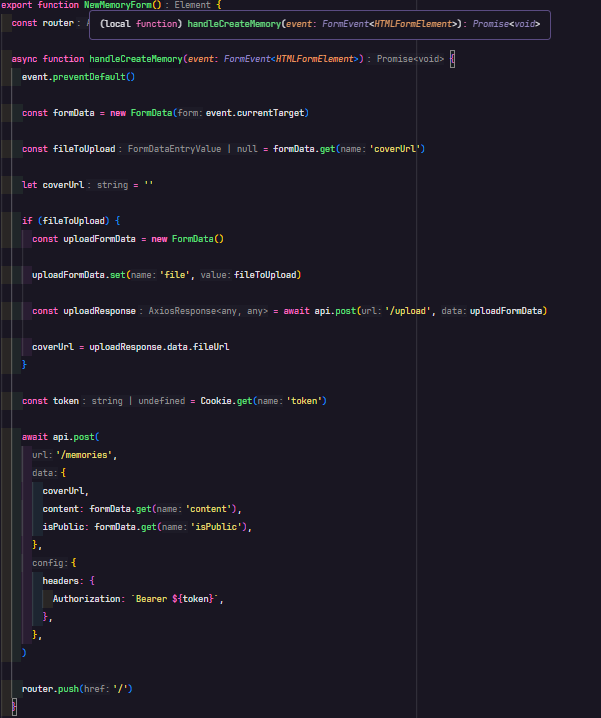 export function NewMemoryForm(): Element {
const router:
(local function) handleCreateMemory(event: FormEvent<HTMLFormElement>): Promise<void>
async function handleCreateMemory(event: FormEvent<HTMLFormElement>): Promise<void> {
event.preventDefault()
const formData = new FormData(form: event.currentTarget)
const fileToUpload: FormDataEntryValue | null = formData.get(name: 'coverUrl')
let coverUrl: string = ''
if (fileToUpload) {
const uploadFormData = new FormData()
uploadFormData.set(name: 'file', value: fileToUpload)
const uploadResponse: AxiosResponse<any, any> = await api.post(url: '/upload', data: uploadFormData)
coverUrl = uploadResponse.data.fileUrl
}
const token: string | undefined = Cookie.get(name: 'token')
await api.post(
url: '/memories',
data: {
coverUrl,
content: formData.get(name: 'content'),
isPublic: formData.get(name: 'isPublic'),
},
config: {
headers: {
Authorization: `Bearer ${token}`,
},
},
)
router.push(href: '/')
}